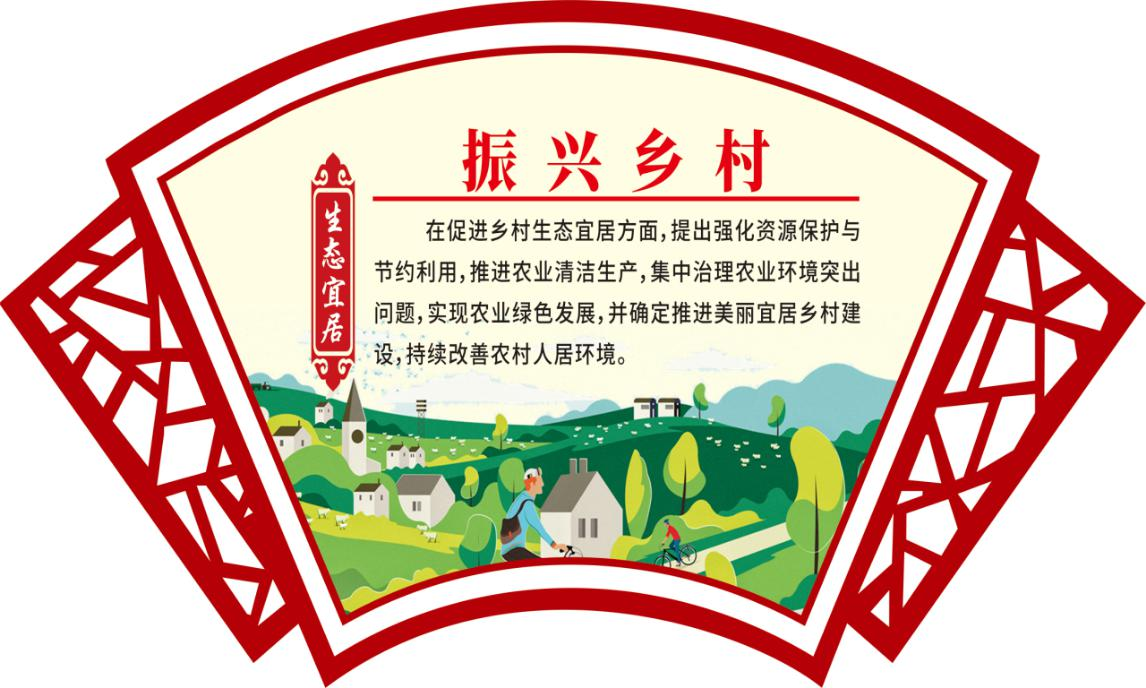 振兴乡村
生态宜居
在促进乡村生态宜居方面，提出强化资源保护与
节约利用，推进农业清洁生产，集中治理农业环境突出
问题，实现农业绿色发展，并确定推进美丽宜居乡村建
设，持续改善农村人居环境。